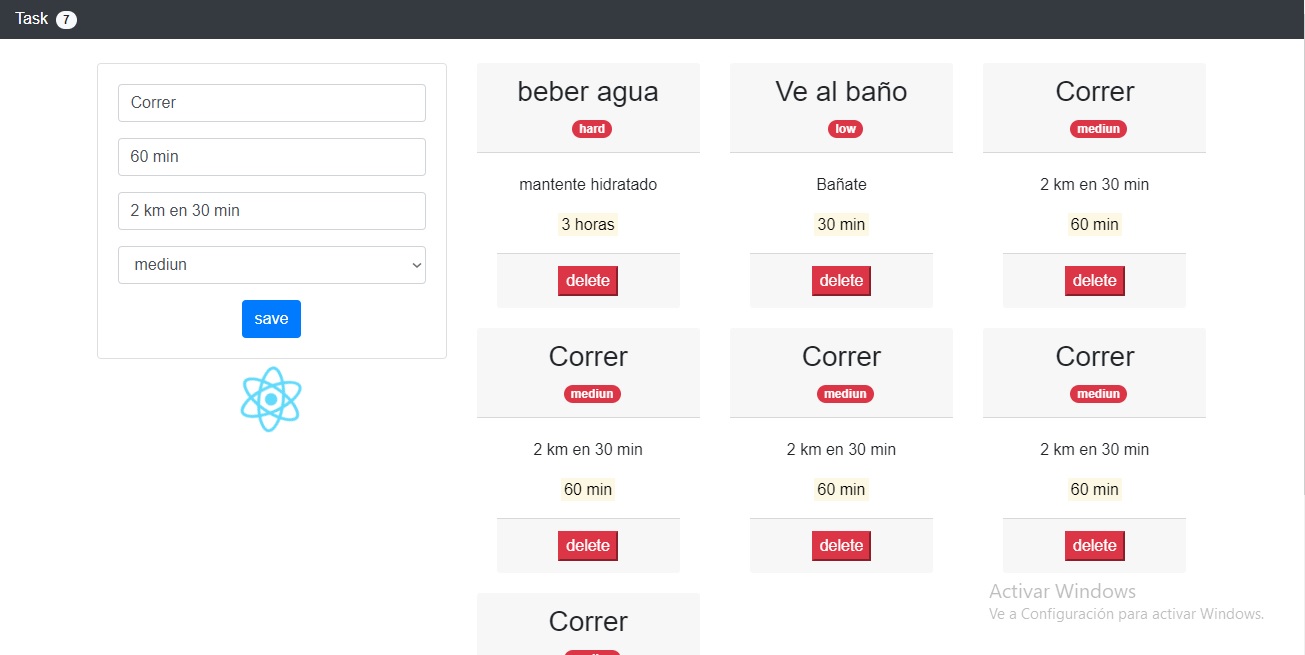 Task 7
Correr
60 min
2 km en 30 min
mediun
save
beber agua
hard
mantente hidratado
3 horas
delete
Ve al baño
low
Bañate
30 min
delete
Correr
mediun
2 km en 30 min
60 min
delete
Correr
mediun
2 km en 30 min
60 min
delete
Correr
mediun
2 km en 30 min
60 min
delete
Correr
mediun
2 km en 30 min
60 min
delete
Correr
Activar Windows
Ve a Configuración para activar Windows.